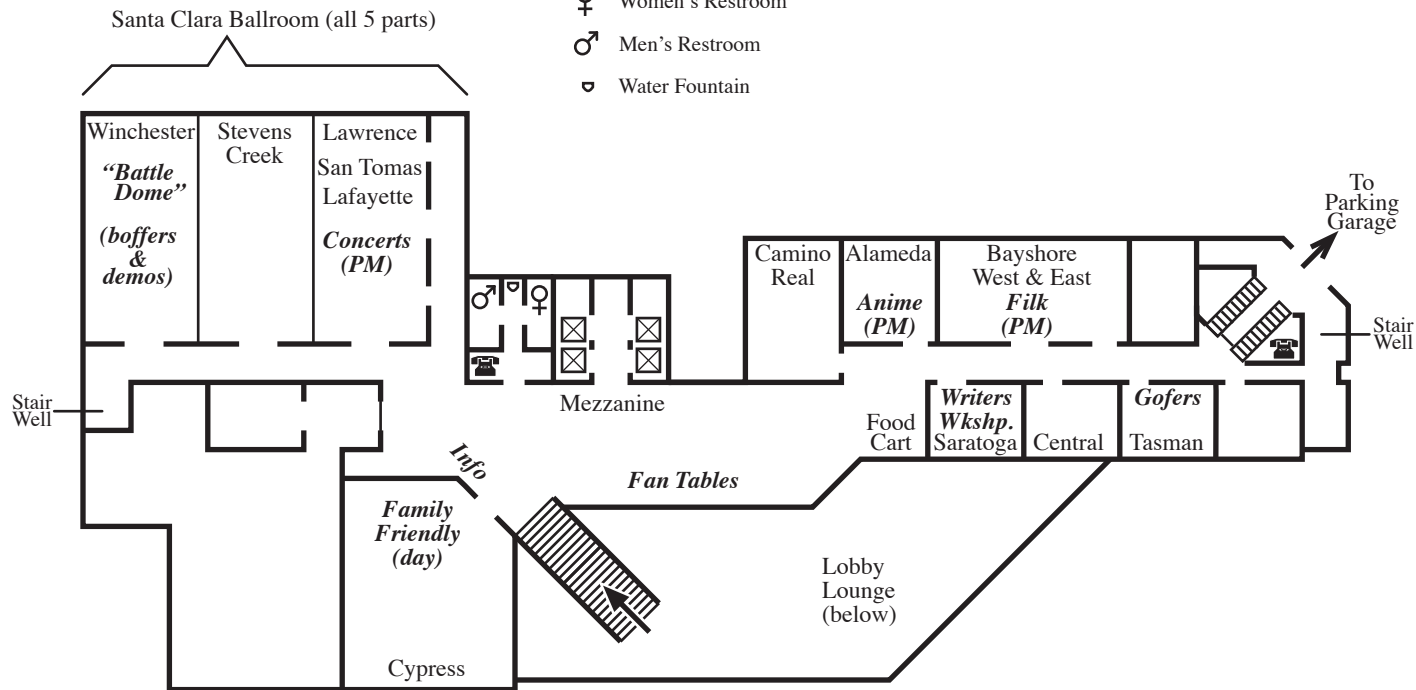 Women's Restroom
Men's Restroom
Water Fountain
Santa Clara Ballroom (all 5 parts)
Winchester
“Battle
Dome”
(boffers
&
demos)
Stevens
Creek
Lawrence
San Tomas
Lafayette
Concerts
(PM)
To
Parking
Garage
Camino
Real
Alameda
Anime
(PM)
Bayshore
West & East
Filk
(PM)
Stair
Well
Stair
Well
Mezzanine
Food
Cart
Writers
Wkshp.
Saratoga
Central
Gofers
Tasman
Info
Fan Tables
Family
Friendly
(day)
Cypress
Lobby
Lounge
(below)